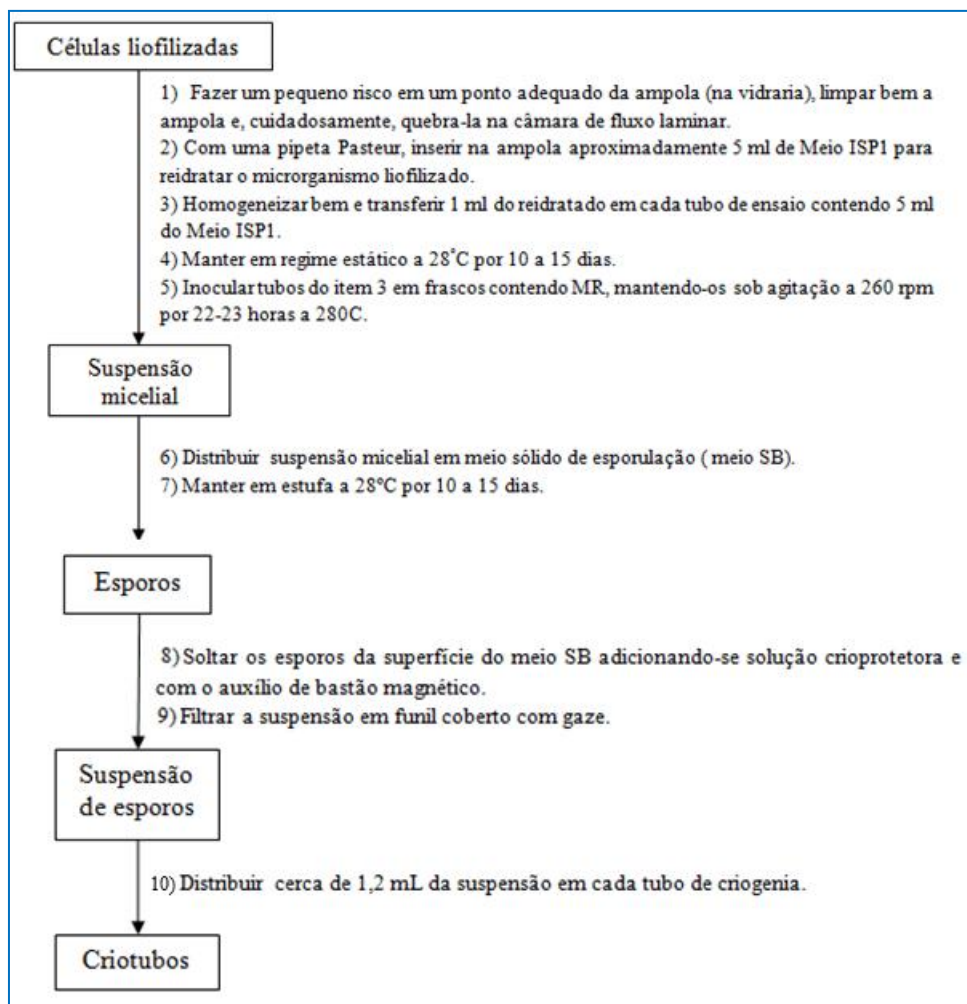 Células liofilizadas
1) Fazer um pequeno risco em um ponto adequado da ampola (na vidraria), limpar bem a
ampola e, cuidadosamente, quebra-la na câmara de fluxo laminar.
2) Com uma pipeta Pasteur, inserir na ampola aproximadamente 5 ml de Meio ISP1 para
reidratar o microrganismo liofilizado.
3) Homogeneizar bem e transferir 1 ml do reidratado em cada tubo de ensaio contendo 5 ml
do Meio ISP1.
4) Manter em regime estático a 28°C por 10 a 15 dias.
5) Inocular tubos do item 3 em frascos contendo MR, mantendo-os sob agitação a 260 rpm
por 22-23 horas a 280C.
Suspensão
micelial
6) Distribuir suspensão micelial em meio sólido de esporulação ( meio SB).
7) Manter em estufa a 28°C por 10 a 15 dias.
Esporos
8) Soltar os esporos da superfície do meio SB adicionando-se solução crioprotetora e
com o auxílio de bastão magnético.
9) Filtrar a suspensão em funil coberto com gaze.
Suspensão
de esporos
10) Distribuir cerca de 1,2 mL da suspensão em cada tubo de criogenia.
Criotubos